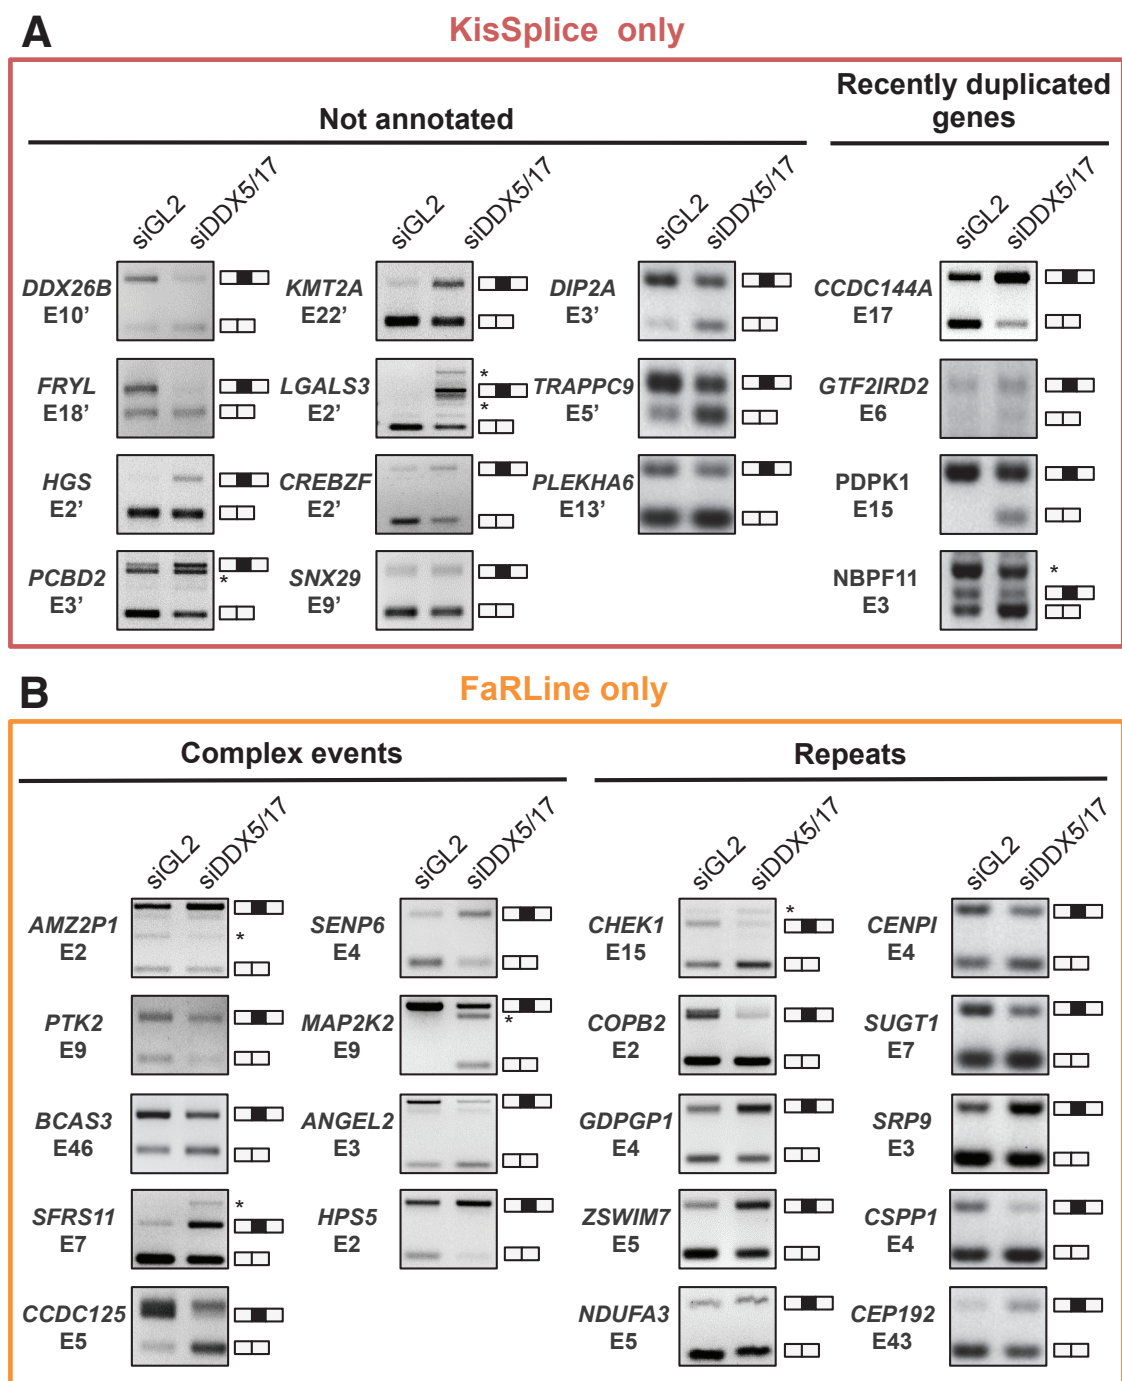 A
KisSplice only
Not annotated
Recently duplicated
genes
siGL2 siDDX5/17 siGL2 siDDX5/17 siGL2 siDDX5/17 siGL2 siDDX5/17
DDX26B
E10'
KMT2A
E22'
DIP2A
E3'
CCDC144A
E17
FRYL
E18'
LGALS3
E2'
*
*
TRAPPC9
E5'
GTF2IRD2
E6
HGS
E2'
CREBZF
E2'
PLEKHA6
E13'
PDPK1
E15
PCBD2
E3'
*
SNX29
E9'
NBPF11
E3
*
B
FaRLine only
Complex events
Repeats
siGL2 siDDX5/17 siGL2 siDDX5/17 siGL2 siDDX5/17 siGL2 siDDX5/17
AMZ2P1
E2
*
SENP6
E4
CHEK1
E15
*
CENPI
E4
PTK2
E9
MAP2K2
E9
*
COPB2
E2
SUGT1
E7
BCAS3
E46
ANGEL2
E3
GDPGP1
E4
SRP9
E3
SFRS11
E7
*
HPS5
E2
ZSWIM7
E5
CSPP1
E4
CCDC125
E5
NDUFA3
E5
CEP192
E43